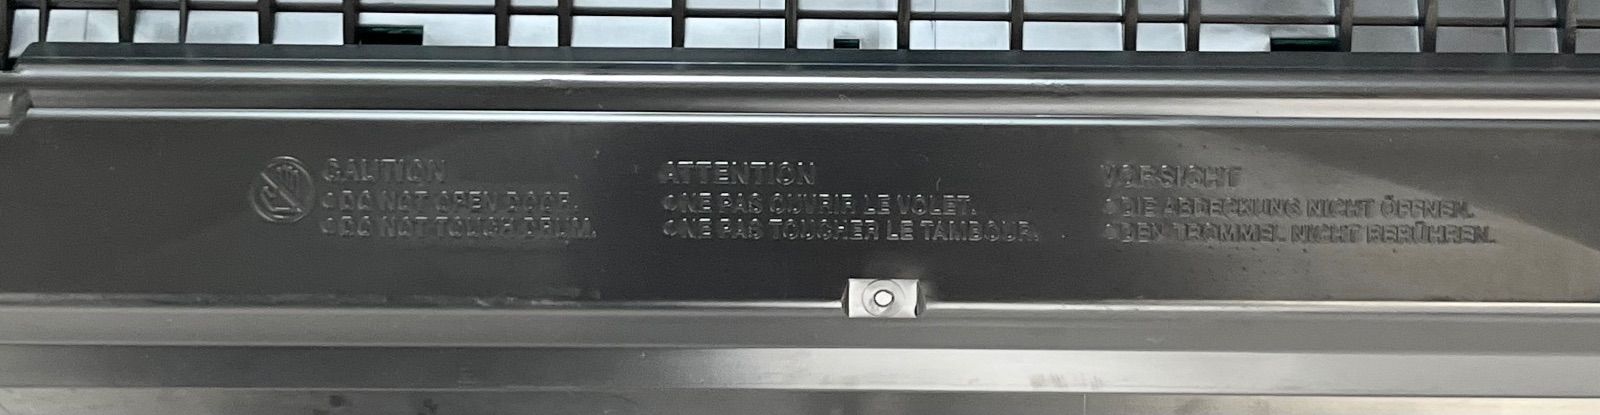 CAUTION
●DO NOT OPEN DOOR.
●DO NOT TOUCH DRUM.
ATTENTION
●NE PAS OUVRIR LE VOLET.
●NE PAS TOUCHER LE TAMBOUR.
VORSICHT
●DIE ABDECKUNG NICHT ÖFFNEN.
●DEN TROMMEL NICHT BERÜHREN.